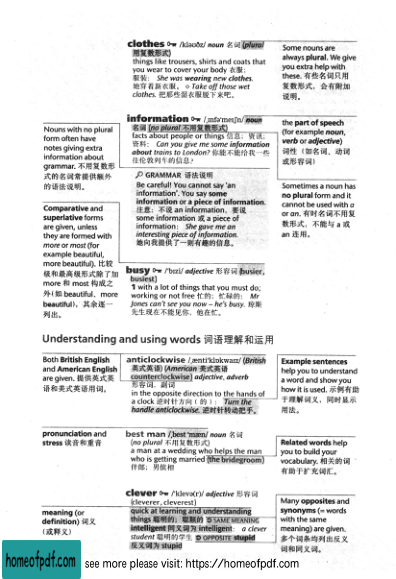 clothes /kləʊðz/ noun 名词 (plural
用复数形式)
things like trousers, shirts and coats that
you wear to cover your body 衣服；
服装： She was wearing new clothes.
她穿着新衣服。 ○ Take off those wet
clothes. 把那些湿衣服脱下来吧。
Some nouns are
always plural. We give
you extra help with
these. 有些名词只用
复数形式，会有附加
说明。
information /ˌɪnfəˈmeɪʃn/ noun
名词 (no plural 不用复数形式)
facts about people or things 信息；资讯；
资料： Can you give me some information
about trains to London? 你能不能给我一些
往伦敦列车的信息？
Nouns with no plural
form often have
notes giving extra
information about
grammar. 不用复数形
式的名词常提供额外
的语法说明。
the part of speech
(for example noun,
verb or adjective)
词性（如名词、动词
或形容词）
GRAMMAR 语法说明
Be careful! You cannot say 'an
information'. You say some
information or a piece of information.
注意：不说 an information，要说
some information 或 a piece of
information： She gave me an
interesting piece of information.
她向我提供了一则有趣的信息。
Sometimes a noun has
no plural form and it
cannot be used with a
or an. 有时名词不用复
数形式，不能与 a 或
an 连用。
Comparative and
superlative forms
are given, unless
they are formed with
more or most (for
example beautiful,
more beautiful). 比较
级和最高级形式除了加
more 和 most 构成之
外（如 beautiful、more
beautiful），其余逐一
列出。
busy /ˈbɪzi/ adjective 形容词 (busier,
busiest)
1 with a lot of things that you must do;
working or not free 忙的；忙碌的： Mr
Jones can't see you now – he's busy. 琼斯
先生现在不能见你，他在忙。
Understanding and using words 词语理解和运用
Both British English
and American English
are given. 提供英式英
语和美式英语用词。
anticlockwise /ˌæntiˈklɒkwaɪz/ (British
英式英语) (American 美式英语
counterclockwise) adjective, adverb
形容词、副词
in the opposite direction to the hands of
a clock 逆时针方向（的）： Turn the
handle anticlockwise. 逆时针转动把手。
Example sentences
help you to understand
a word and show you
how it is used. 示例有助
于理解词义，同时显示
用法。
pronunciation and
stress 读音和重音
best man /ˌbest ˈmæn/ noun 名词
(no plural 不用复数形式)
a man at a wedding who helps the man
who is getting married (the bridegroom)
伴郎；男傧相
Related words help
you to build your
vocabulary. 相关的词
有助于扩充词汇。
meaning (or
definition) 词义
（或释义）
clever /ˈklevə(r)/ adjective 形容词
(cleverer, cleverest)
quick at learning and understanding
things 聪明的；聪颖的 SAME MEANING
intelligent 同义词为 intelligent: a clever
student 聪明的学生 OPPOSITE stupid
反义词为 stupid
Many opposites and
synonyms (= words
with the same
meaning) are given.
多个词条均列出反义
词和同义词。
homeofpdf.com
see more please visit: https://homeofpdf.com